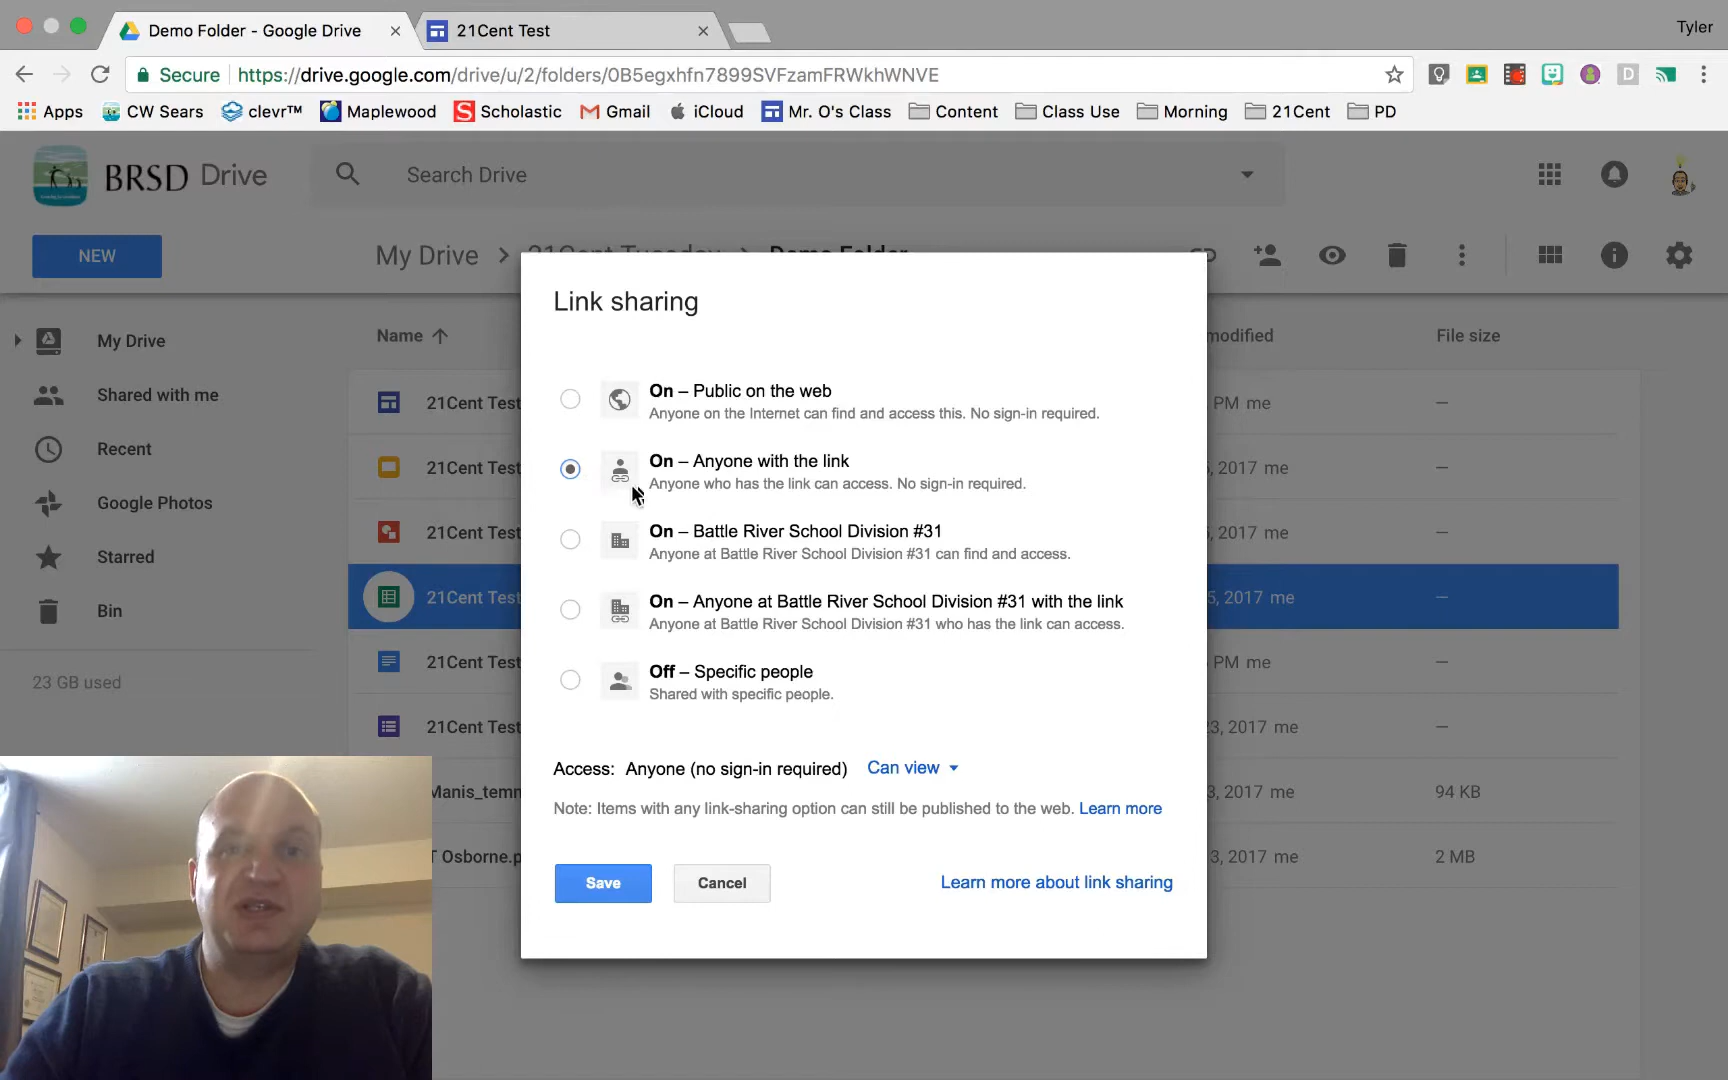 Demo Folder - Google Drive
21Cent Test
Tyler
Secure https://drive.google.com/drive/u/2/folders/0B5egxhfn7899SVFzamFRWkhWNVE
Apps CW Sears clevr™ Maplewood Scholastic Gmail iCloud Mr. O's Class Content Class Use Morning 21Cent PD
BRSD Drive
Search Drive
NEW
My Drive > 21Cent Tuesday > Demo Folder
Link sharing
My Drive
Shared with me
Recent
Google Photos
Starred
Bin
23 GB used
Name modified File size
21Cent Test PM me —
21Cent Test 5, 2017 me —
21Cent Test 2017 me —
21Cent Test 5, 2017 me —
21Cent Test PM me —
21Cent Test 23, 2017 me —
Manis_temn 3, 2017 me 94 KB
T Osborne.p 3, 2017 me 2 MB
On – Public on the web
Anyone on the Internet can find and access this. No sign-in required.
On – Anyone with the link
Anyone who has the link can access. No sign-in required.
On – Battle River School Division #31
Anyone at Battle River School Division #31 can find and access.
On – Anyone at Battle River School Division #31 with the link
Anyone at Battle River School Division #31 who has the link can access.
Off – Specific people
Shared with specific people.
Access: Anyone (no sign-in required) Can view
Note: Items with any link-sharing option can still be published to the web. Learn more
Save Cancel Learn more about link sharing